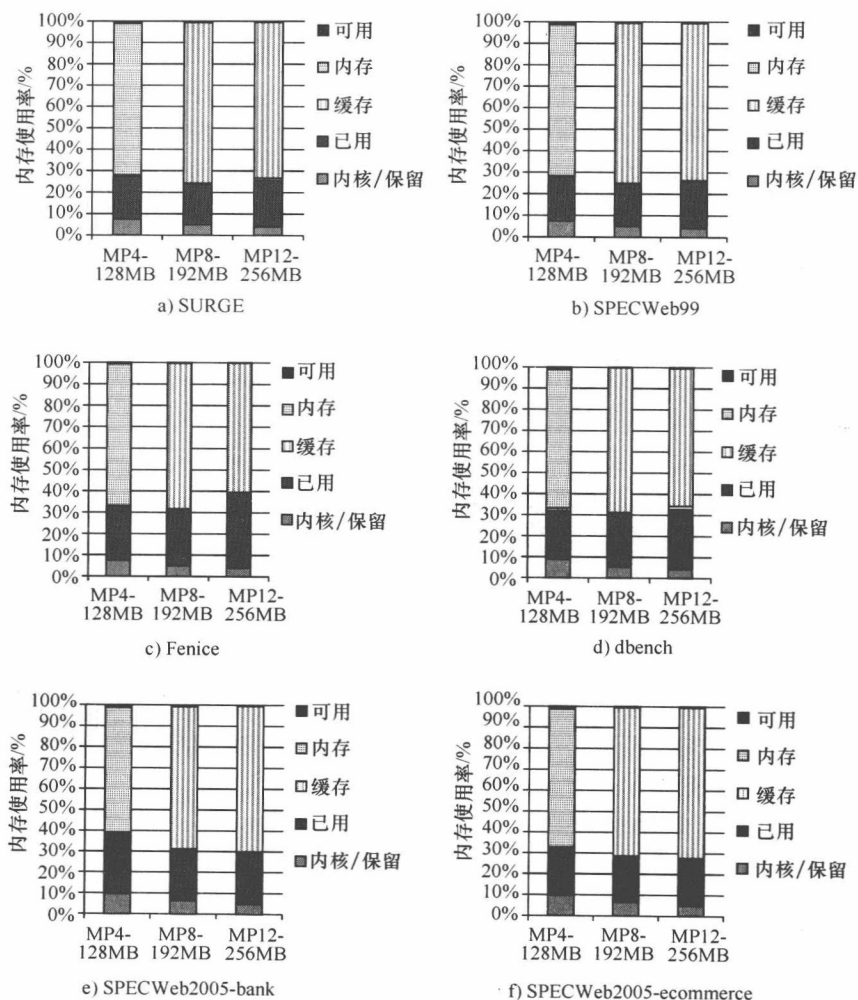 内存使用率/%
100%
90%
80%
70%
60%
50%
40%
30%
20%
10%
0%
可用
内存
缓存
已用
内核/保留
MP4-
128MB
MP8-
192MB
MP12-
256MB
a) SURGE
内存使用率/%
100%
90%
80%
70%
60%
50%
40%
30%
20%
10%
0%
可用
内存
缓存
已用
内核/保留
MP4-
128MB
MP8-
192MB
MP12-
256MB
b) SPECWeb99
内存使用率/%
100%
90%
80%
70%
60%
50%
40%
30%
20%
10%
0%
可用
内存
缓存
已用
内核/保留
MP4-
128MB
MP8-
192MB
MP12-
256MB
c) Fenice
内存使用率/%
100%
90%
80%
70%
60%
50%
40%
30%
20%
10%
0%
可用
内存
缓存
已用
内核/保留
MP4-
128MB
MP8-
192MB
MP12-
256MB
d) dbench
内存使用率/%
100%
90%
80%
70%
60%
50%
40%
30%
20%
10%
0%
可用
内存
缓存
已用
内核/保留
MP4-
128MB
MP8-
192MB
MP12-
256MB
e) SPECWeb2005-bank
内存使用率/%
100%
90%
80%
70%
60%
50%
40%
30%
20%
10%
0%
可用
内存
缓存
已用
内核/保留
MP4-
128MB
MP8-
192MB
MP12-
256MB
f) SPECWeb2005-ecommerce